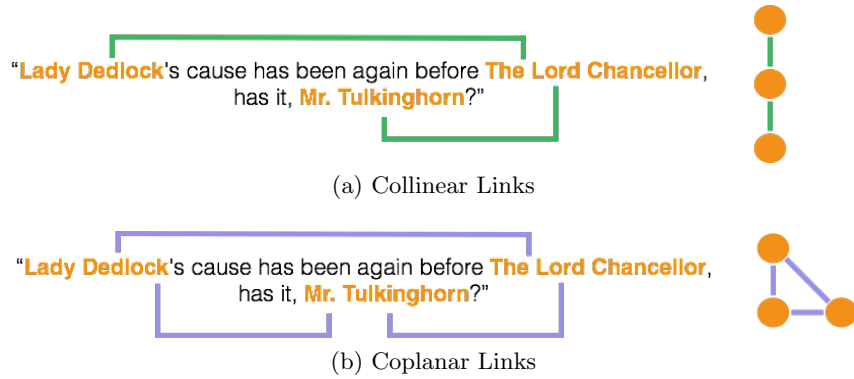 “Lady Dedlock's cause has been again before The Lord Chancellor,
has it, Mr. Tulkinghorn?”
(a) Collinear Links
“Lady Dedlock's cause has been again before The Lord Chancellor,
has it, Mr. Tulkinghorn?”
(b) Coplanar Links